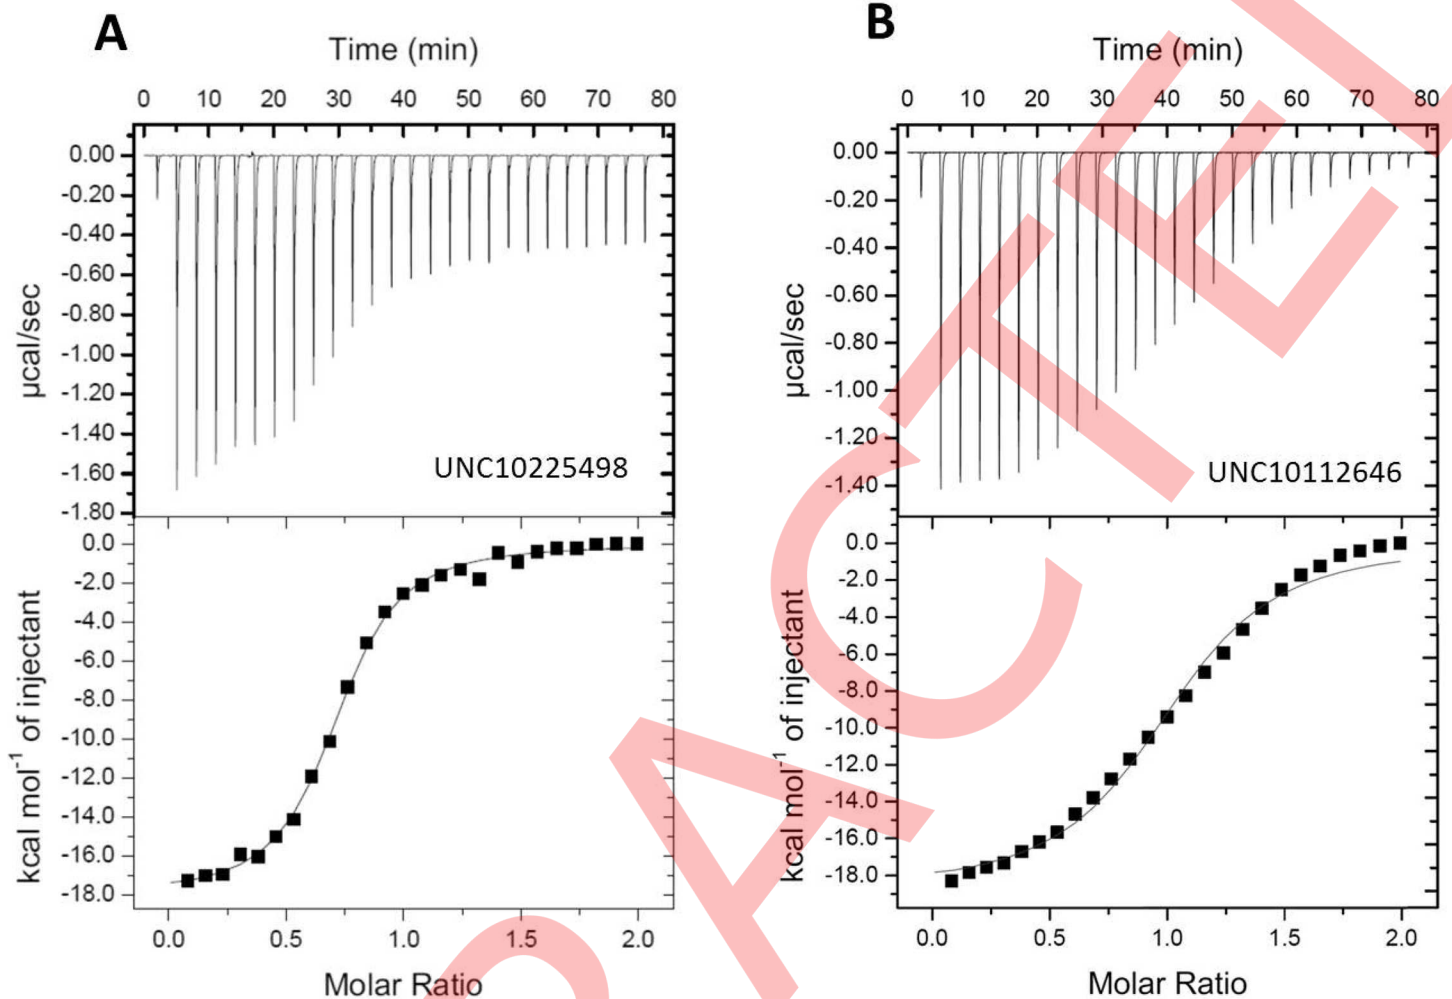 A
Time (min)
0 10 20 30 40 50 60 70 80
0.00
-0.20
-0.40
-0.60
-0.80
-1.00
-1.20
-1.40
-1.60
-1.80
µcal/sec
UNC10225498
0.0
-2.0
-4.0
-6.0
-8.0
-10.0
-12.0
-14.0
-16.0
-18.0
kcal mol⁻¹ of injectant
0.0 0.5 1.0 1.5 2.0
Molar Ratio
B
Time (min)
0 10 20 30 40 50 60 70 80
0.00
-0.20
-0.40
-0.60
-0.80
-1.00
-1.20
-1.40
µcal/sec
UNC10112646
0.0
-2.0
-4.0
-6.0
-8.0
-10.0
-12.0
-14.0
-16.0
-18.0
kcal mol⁻¹ of injectant
0.0 0.5 1.0 1.5 2.0
Molar Ratio